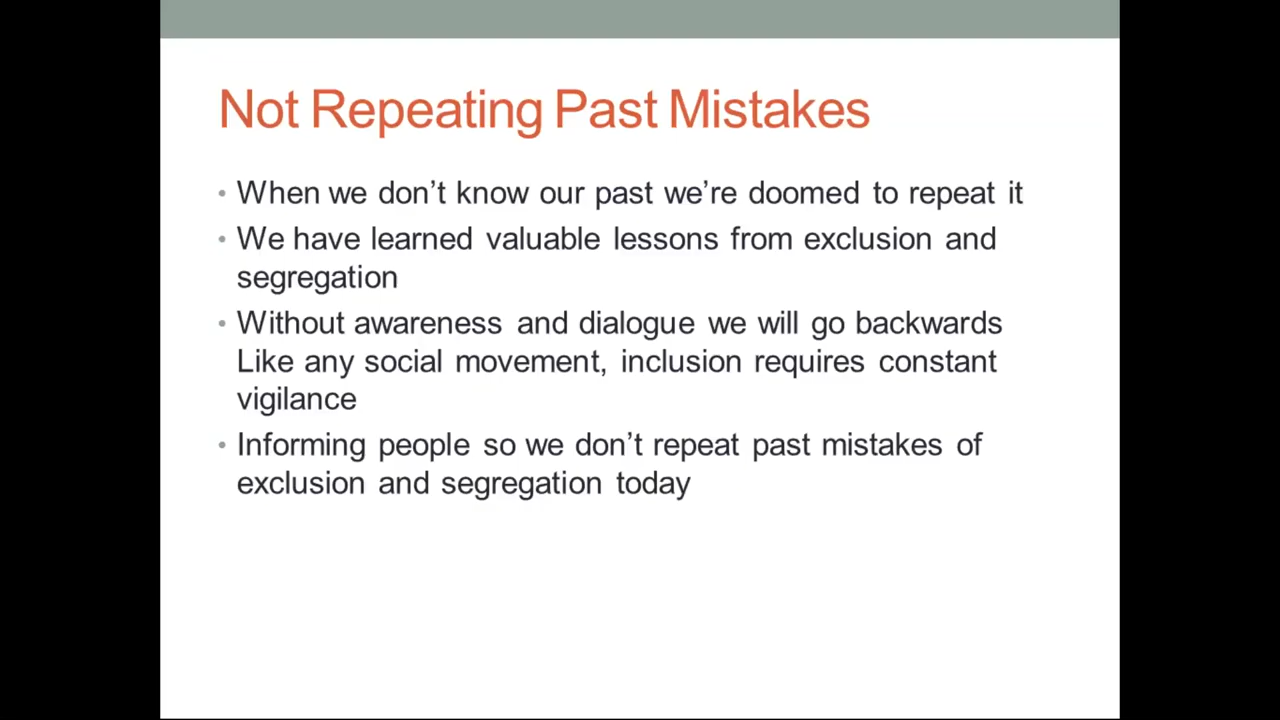 Not Repeating Past Mistakes
• When we don’t know our past we’re doomed to repeat it
• We have learned valuable lessons from exclusion and
segregation
• Without awareness and dialogue we will go backwards
Like any social movement, inclusion requires constant
vigilance
• Informing people so we don’t repeat past mistakes of
exclusion and segregation today